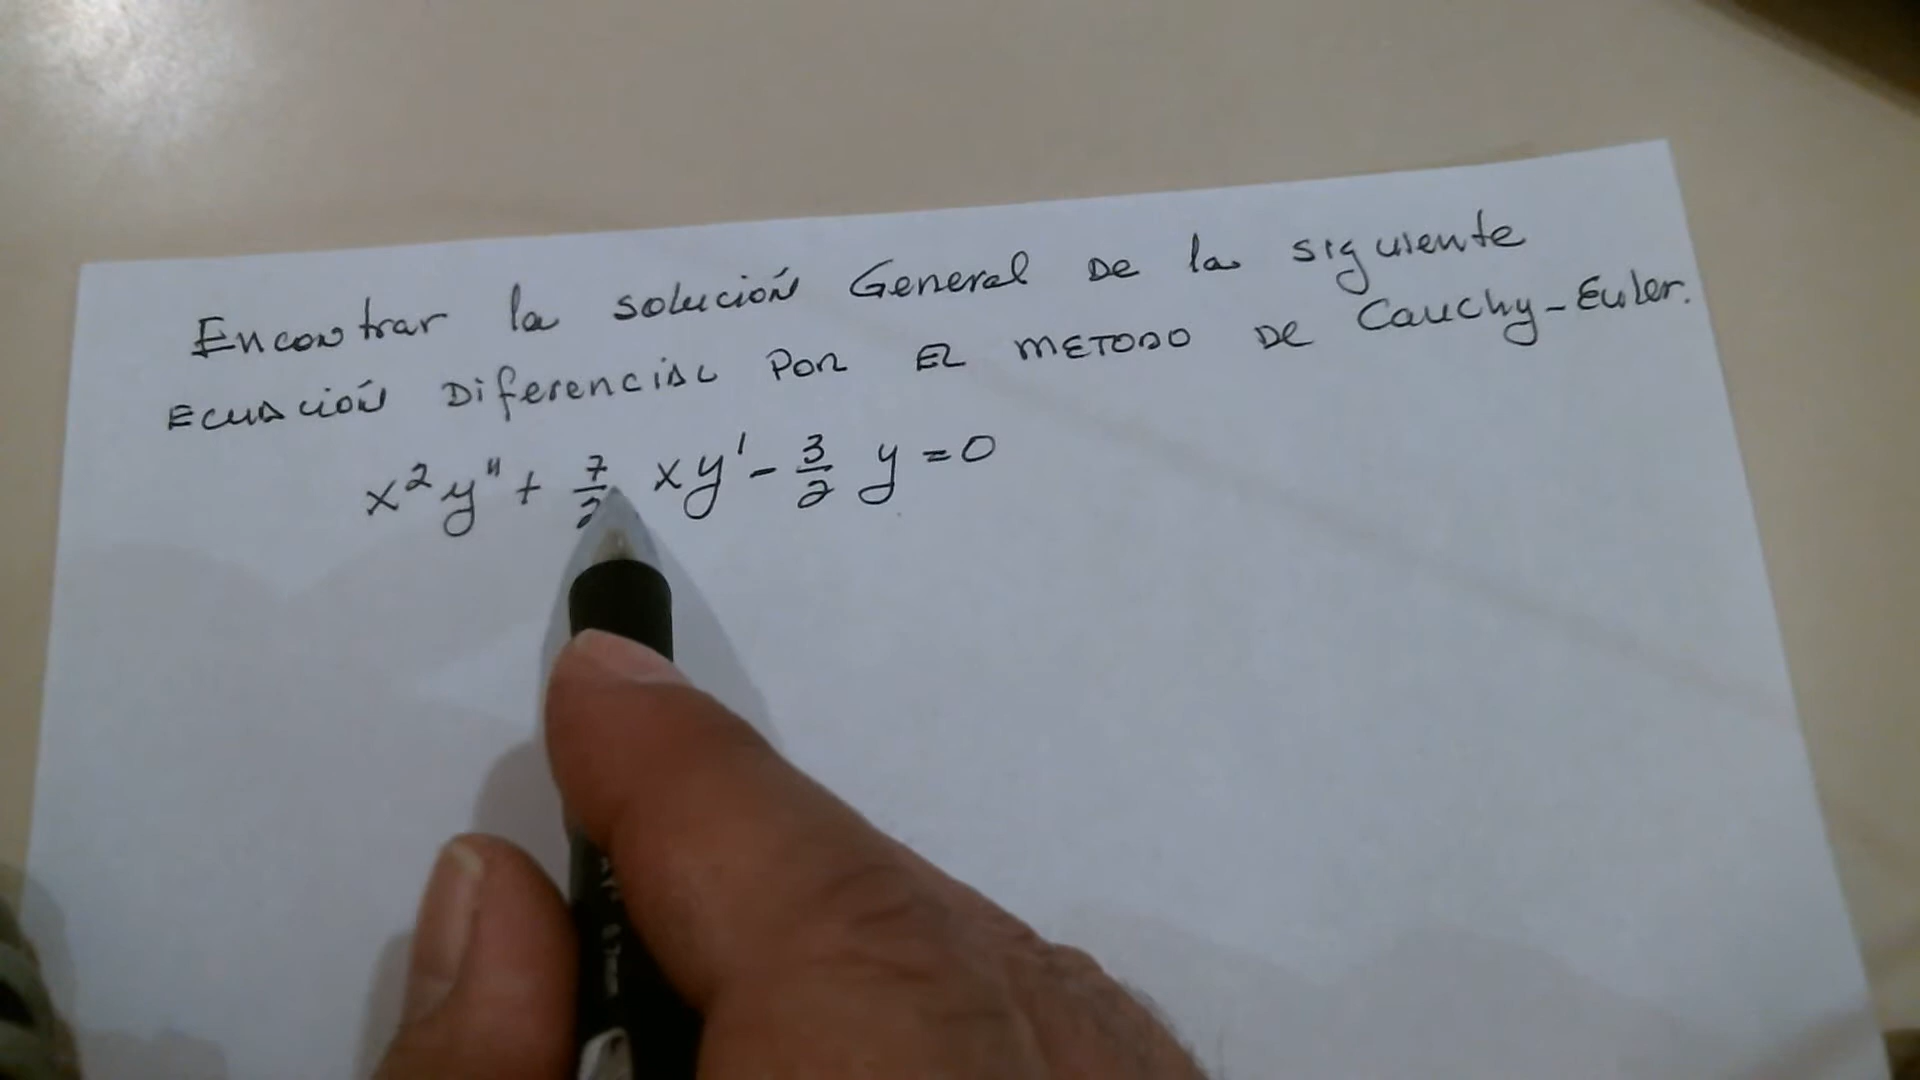 Encontrar la solución General De la siguiente
Ecuación Diferencial Por El metodo De Cauchy-Euler.
x²y" + 7/2 xy' - 3/2 y = 0